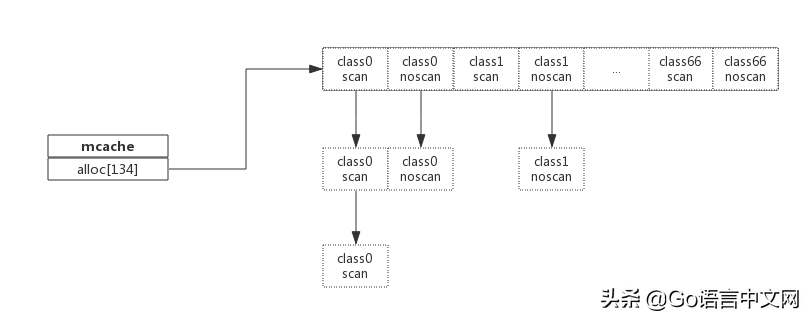 class0 scan
class0 noscan
class1 scan
class1 noscan
...
class66 scan
class66 noscan
mcache
alloc[134]
class0 scan
class0 noscan
class1 noscan
class0 scan
头条 @Go语言中文网